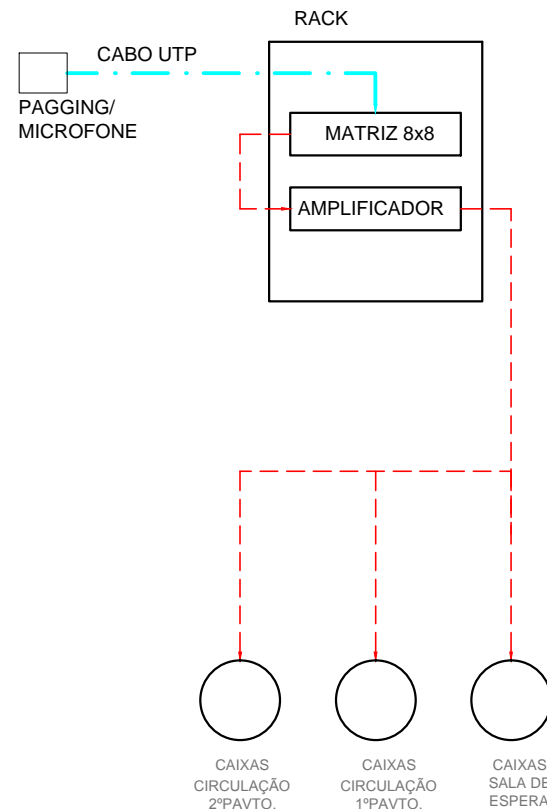 RACK
CABO UTP
PAGGING/
MICROFONE
MATRIZ 8x8
AMPLIFICADOR
CAIXAS
CIRCULAÇÃO
2ºPAVTO.
CAIXAS
CIRCULAÇÃO
1ºPAVTO.
CAIXAS
SALA DE
ESPERA